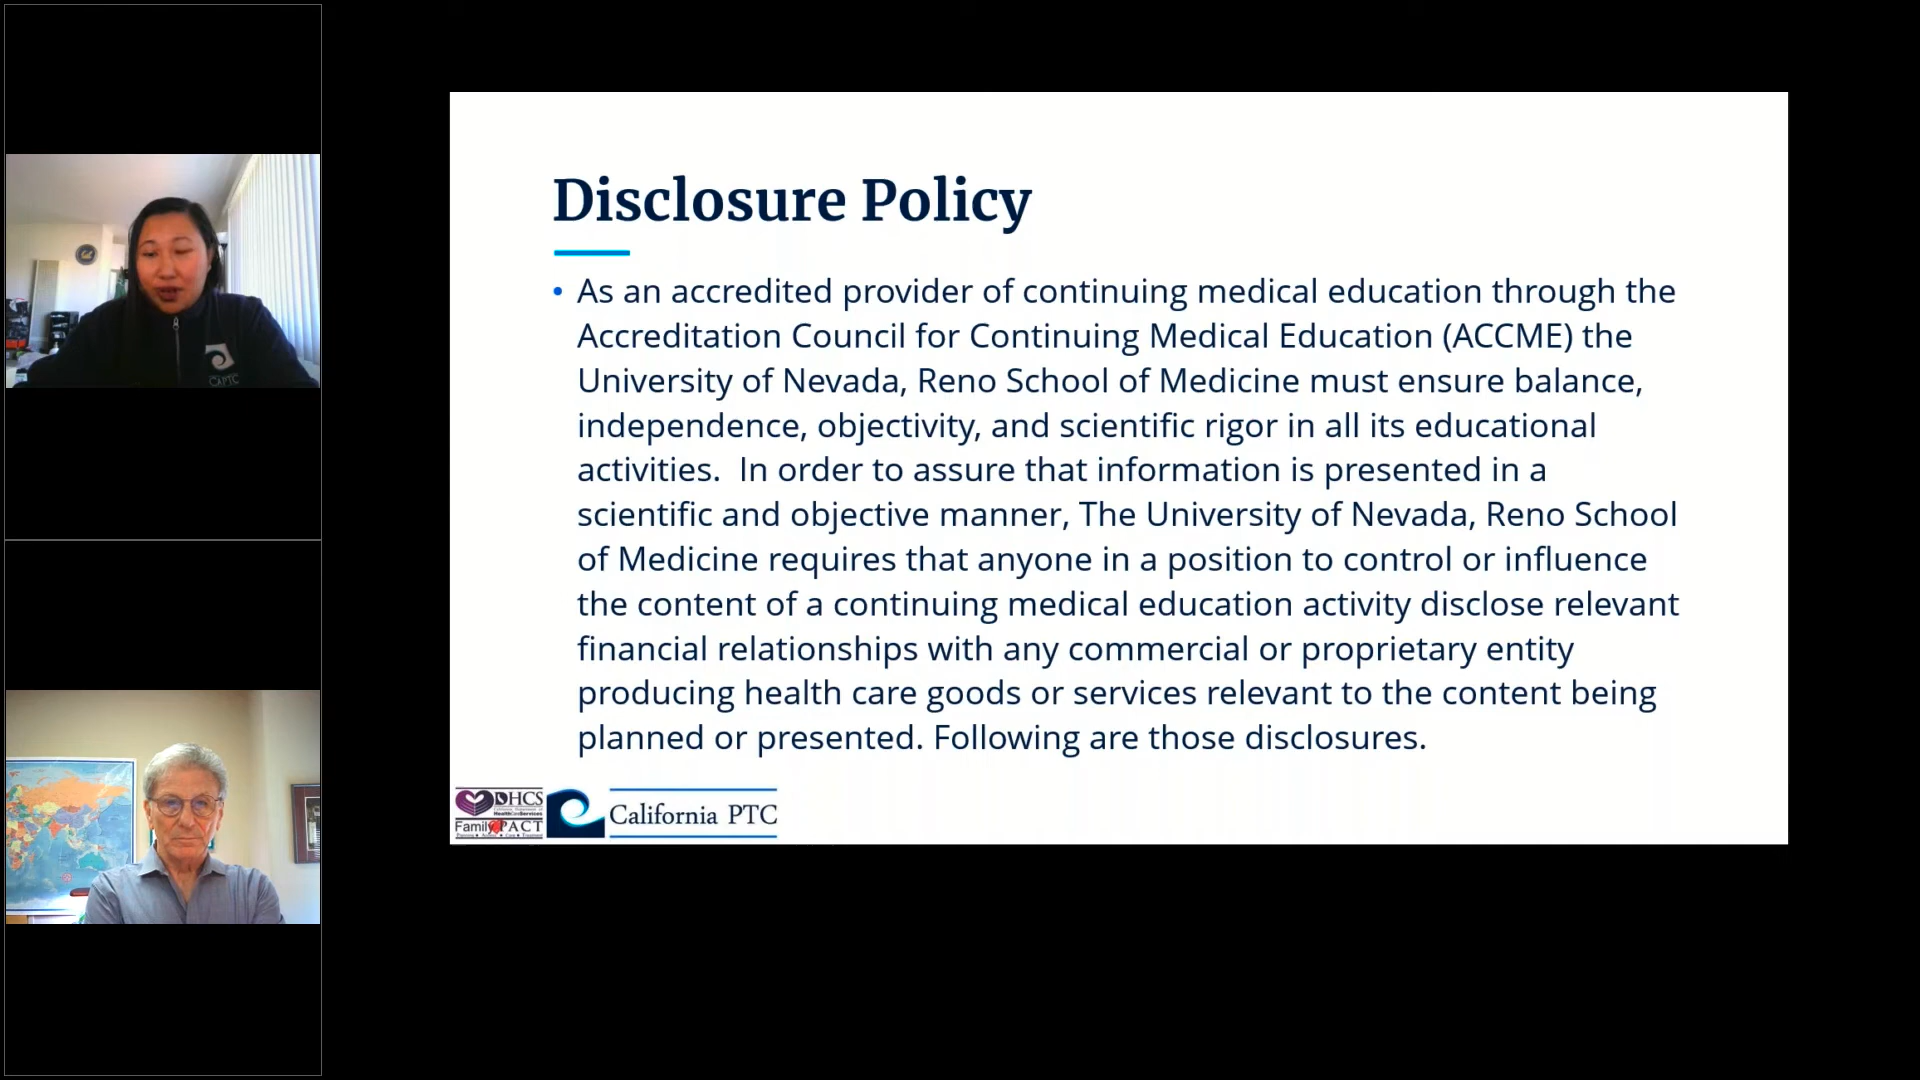 Disclosure Policy
• As an accredited provider of continuing medical education through the
Accreditation Council for Continuing Medical Education (ACCME) the
University of Nevada, Reno School of Medicine must ensure balance,
independence, objectivity, and scientific rigor in all its educational
activities.  In order to assure that information is presented in a
scientific and objective manner, The University of Nevada, Reno School
of Medicine requires that anyone in a position to control or influence
the content of a continuing medical education activity disclose relevant
financial relationships with any commercial or proprietary entity
producing health care goods or services relevant to the content being
planned or presented. Following are those disclosures.
DHCS
HealthCareServices
Family PACT
California PTC
CAPTC